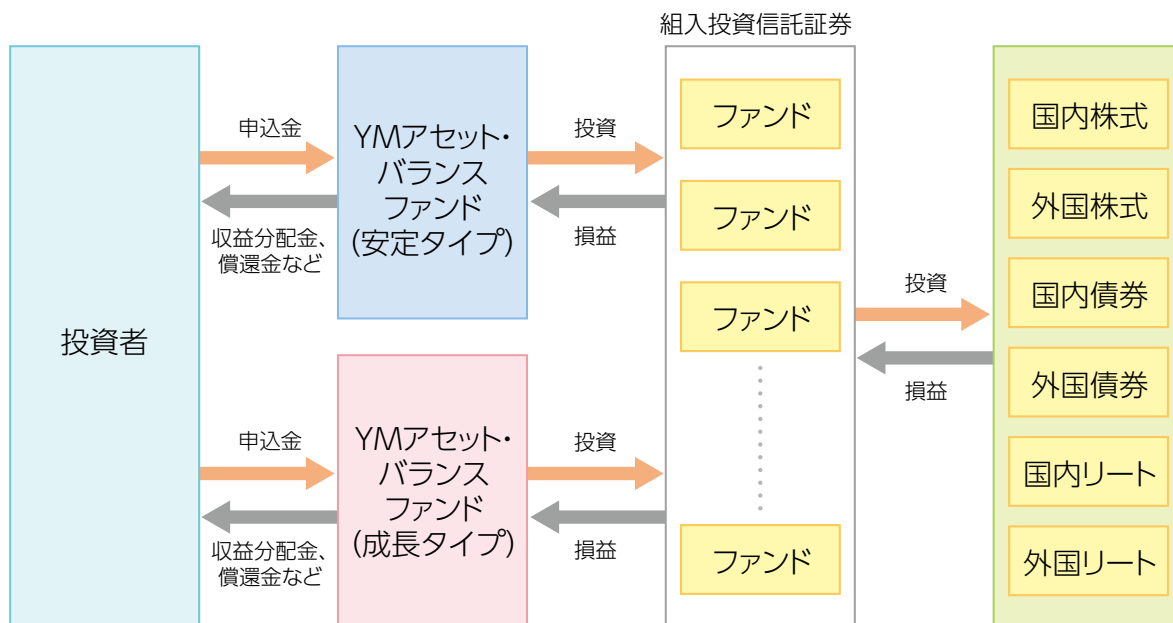 組入投資信託証券
投資者
申込金
収益分配金、
償還金など
YMアセット・
バランス
ファンド
(安定タイプ)
投資
損益
申込金
収益分配金、
償還金など
YMアセット・
バランス
ファンド
(成長タイプ)
投資
損益
ファンド
ファンド
ファンド
ファンド
投資
損益
国内株式
外国株式
国内債券
外国債券
国内リート
外国リート